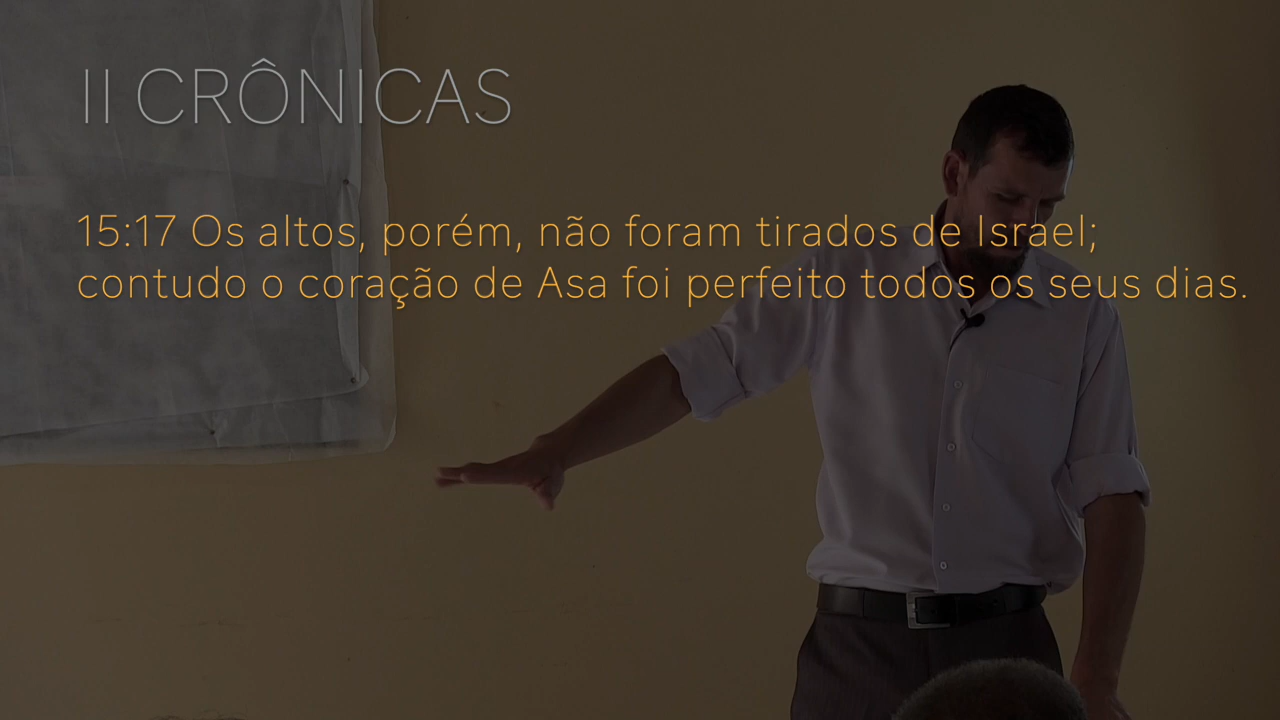 II CRÔNICAS
15:17 Os altos, porém, não foram tirados de Israel;
contudo o coração de Asa foi perfeito todos os seus dias.